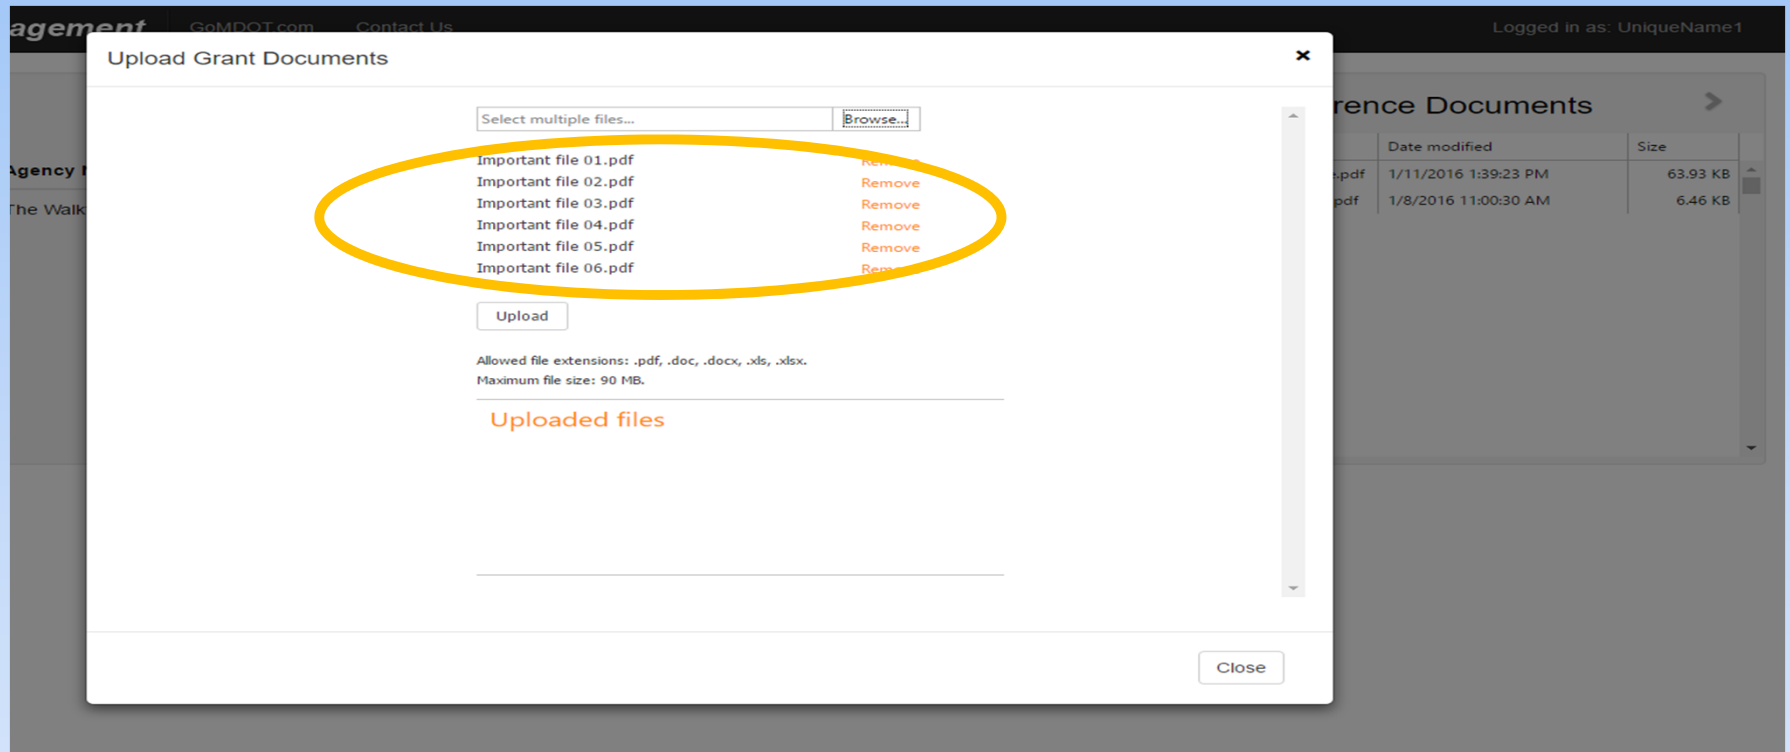 agement GoMDOT.com Contact Us Logged in as: UniqueName1
Upload Grant Documents ×
Select multiple files... Browse...
Important file 01.pdf Remove
Important file 02.pdf Remove
Important file 03.pdf Remove
Important file 04.pdf Remove
Important file 05.pdf Remove
Important file 06.pdf Remove
Upload
Allowed file extensions: .pdf, .doc, .docx, .xls, .xlsx.
Maximum file size: 90 MB.
Uploaded files
Close
Agency
The Walk
rence Documents
Date modified Size
.pdf 1/11/2016 1:39:23 PM 63.93 KB
pdf 1/8/2016 11:00:30 AM 6.46 KB